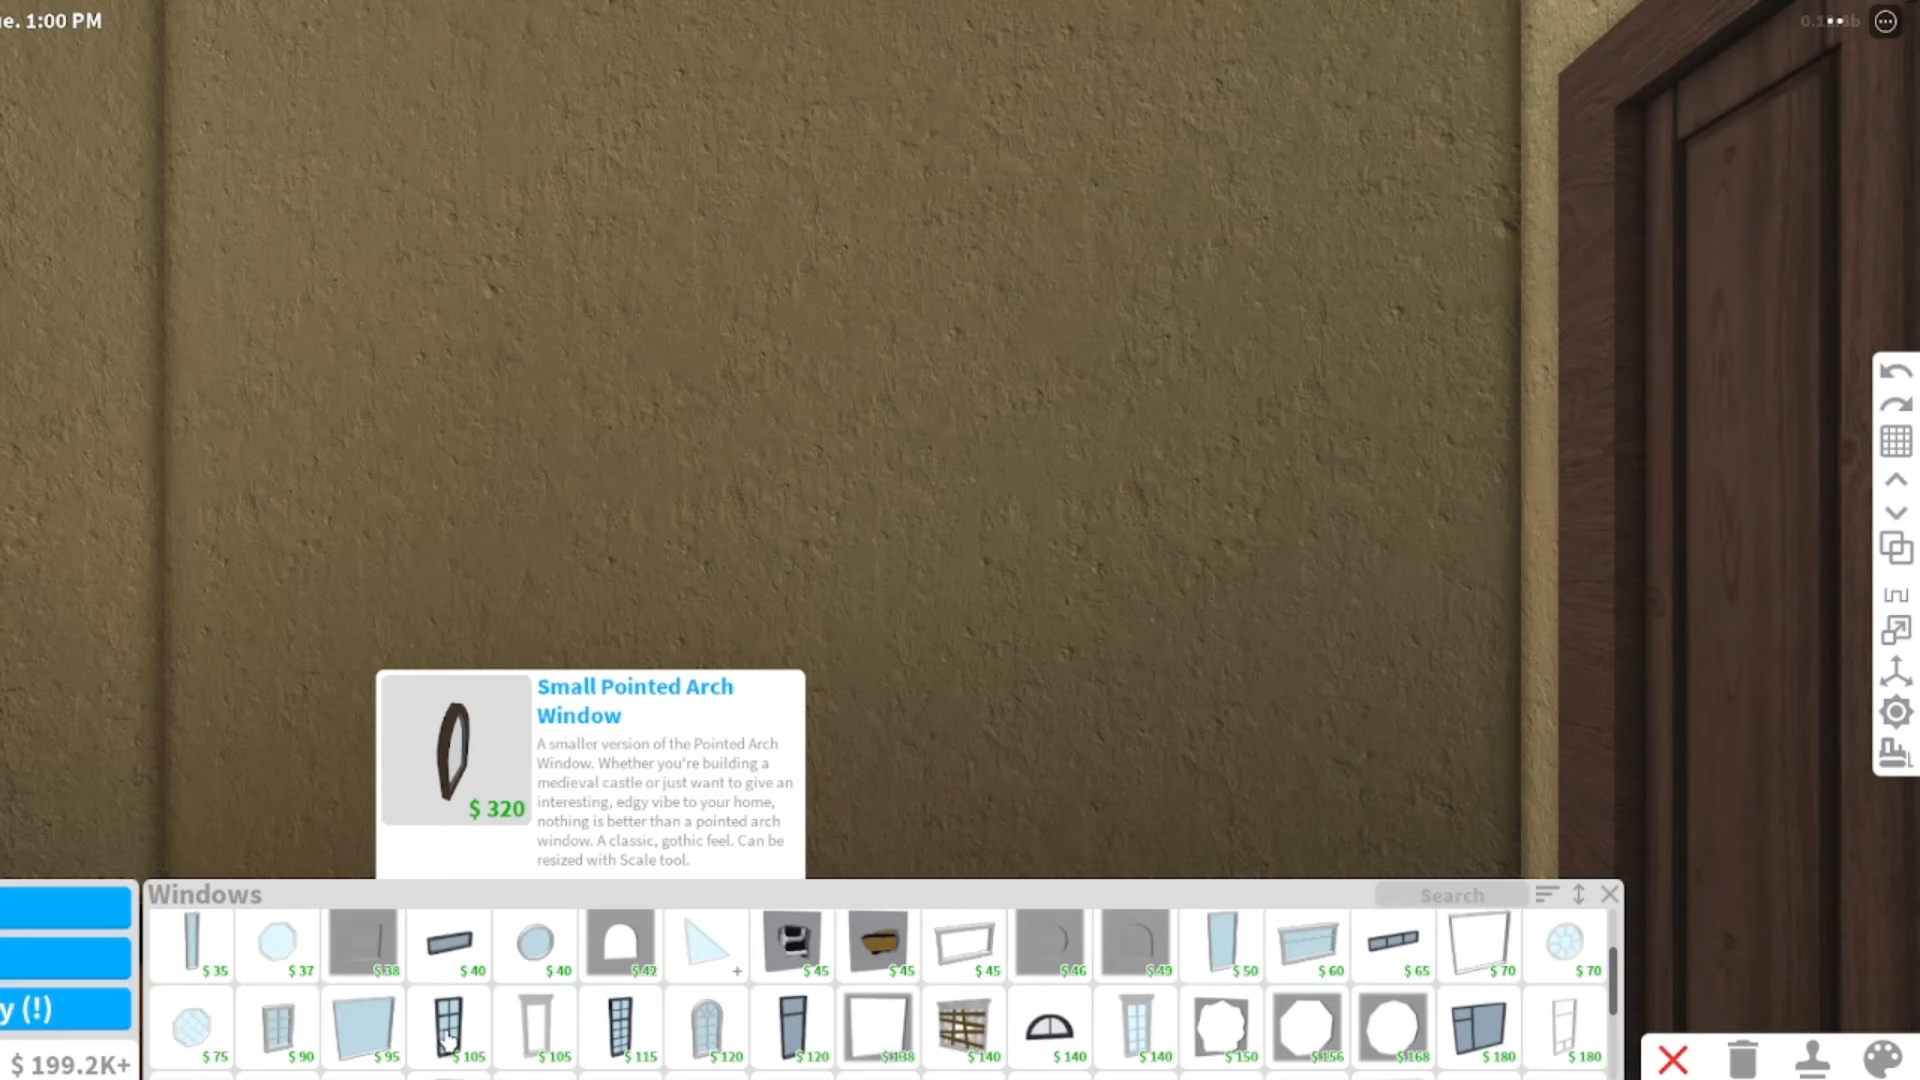 e. 1:00 PM
Small Pointed Arch
Window
A smaller version of the Pointed Arch
Window. Whether you're building a
medieval castle or just want to give an
interesting, edgy vibe to your home,
nothing is better than a pointed arch
window. A classic, gothic feel. Can be
resized with Scale tool.
$ 320
Windows
Search
$ 35
$ 37
$ 38
$ 40
$ 40
$ 42
+
$ 45
$ 45
$ 45
$ 46
$ 49
$ 50
$ 60
$ 65
$ 70
$ 70
y (!)
$ 75
$ 90
$ 95
$ 105
$ 105
$ 115
$ 120
$ 120
$ 138
$ 140
$ 140
$ 140
$ 150
$ 156
$ 168
$ 180
$ 180
$ 199.2K+